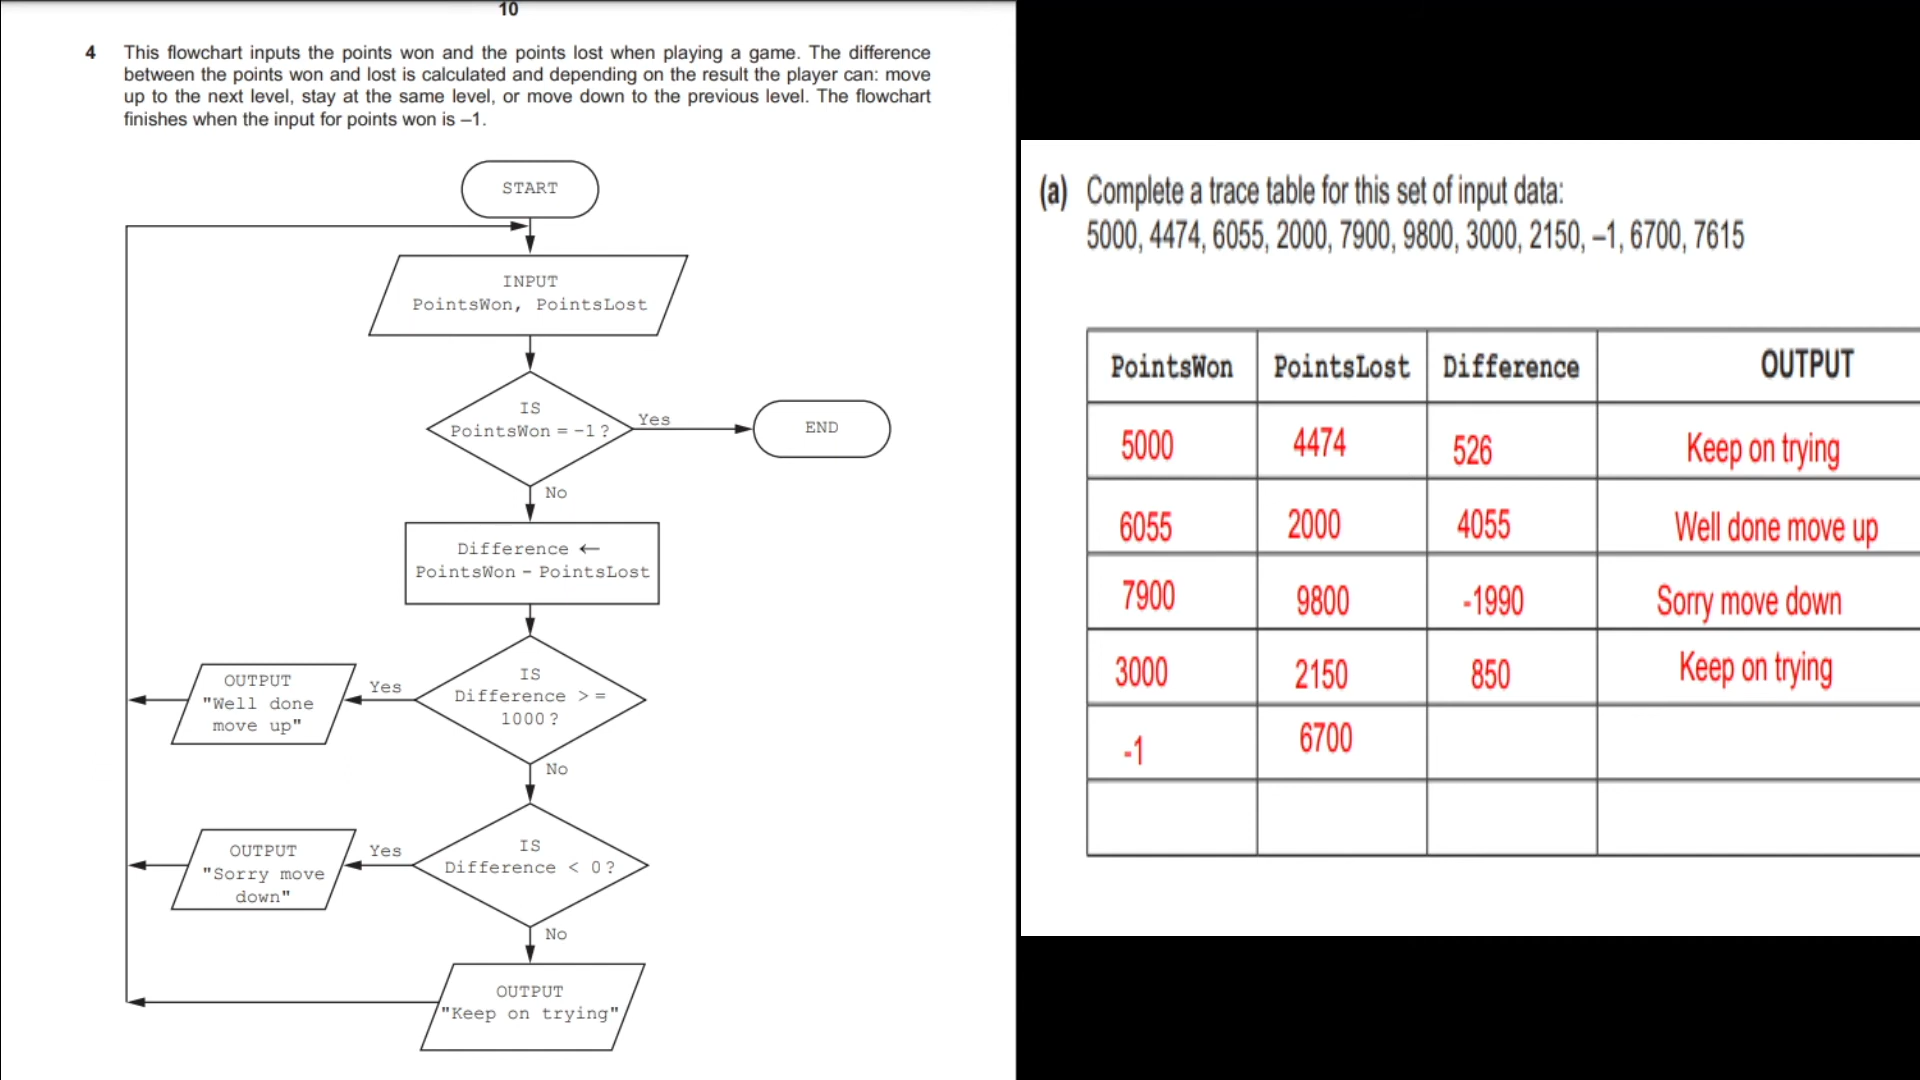 10
4 This flowchart inputs the points won and the points lost when playing a game. The difference
between the points won and lost is calculated and depending on the result the player can: move
up to the next level, stay at the same level, or move down to the previous level. The flowchart
finishes when the input for points won is –1.
START
INPUT
PointsWon, PointsLost
IS
PointsWon = –1?
Yes
END
No
Difference ←
PointsWon – PointsLost
IS
Difference >=
1000?
Yes
OUTPUT
"Well done
move up"
No
IS
Difference < 0?
Yes
OUTPUT
"Sorry move
down"
No
OUTPUT
"Keep on trying"
(a) Complete a trace table for this set of input data:
5000, 4474, 6055, 2000, 7900, 9800, 3000, 2150, –1, 6700, 7615
PointsWon PointsLost Difference OUTPUT
5000 4474 526 Keep on trying
6055 2000 4055 Well done move up
7900 9800 -1990 Sorry move down
3000 2150 850 Keep on trying
-1 6700